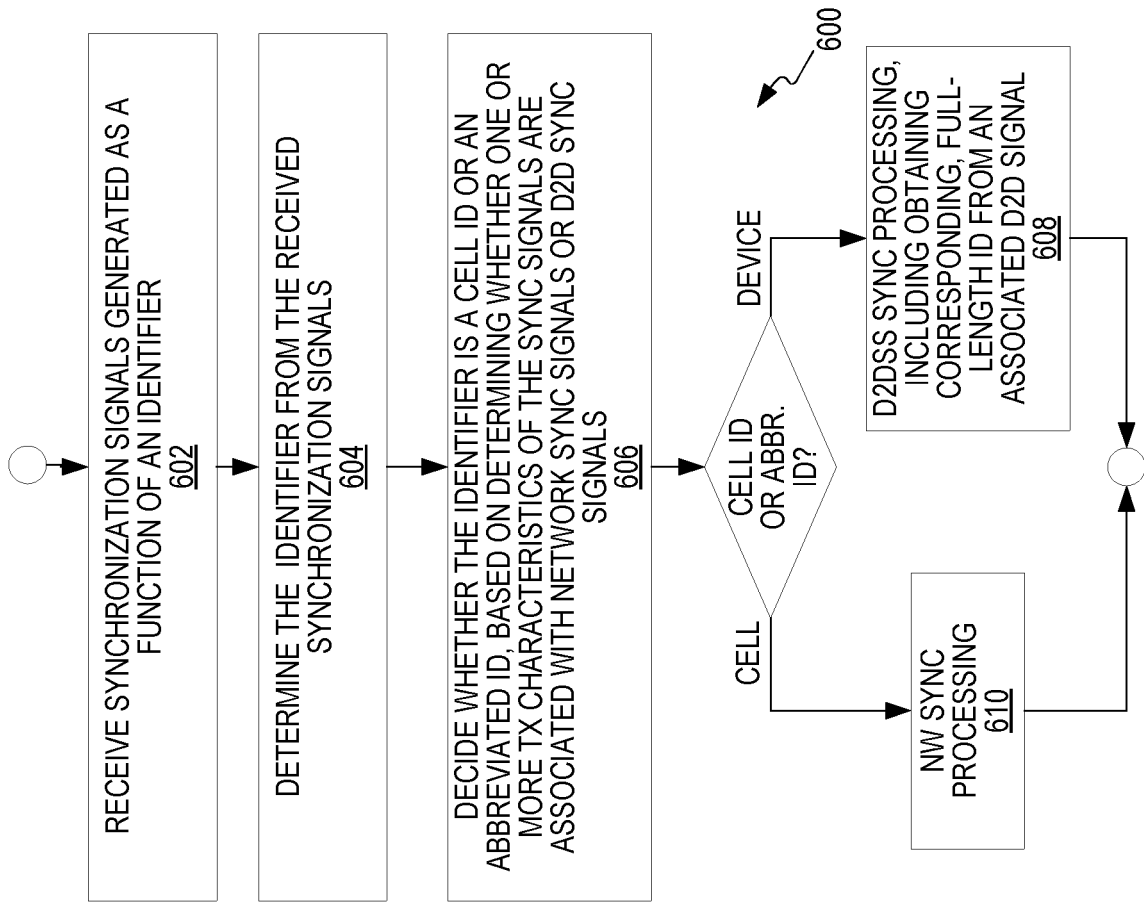 RECEIVE SYNCHRONIZATION SIGNALS GENERATED AS A
FUNCTION OF AN IDENTIFIER
602
DETERMINE THE IDENTIFIER FROM THE RECEIVED
SYNCHRONIZATION SIGNALS
604
DECIDE WHETHER THE IDENTIFIER IS A CELL ID OR AN
ABBREVIATED ID, BASED ON DETERMINING WHETHER ONE OR
MORE TX CHARACTERISTICS OF THE SYNC SIGNALS ARE
ASSOCIATED WITH NETWORK SYNC SIGNALS OR D2D SYNC
SIGNALS
606
600
CELL ID
OR ABBR.
ID?
CELL
DEVICE
NW SYNC
PROCESSING
610
D2DSS SYNC PROCESSING,
INCLUDING OBTAINING
CORRESPONDING, FULL-
LENGTH ID FROM AN
ASSOCIATED D2D SIGNAL
608